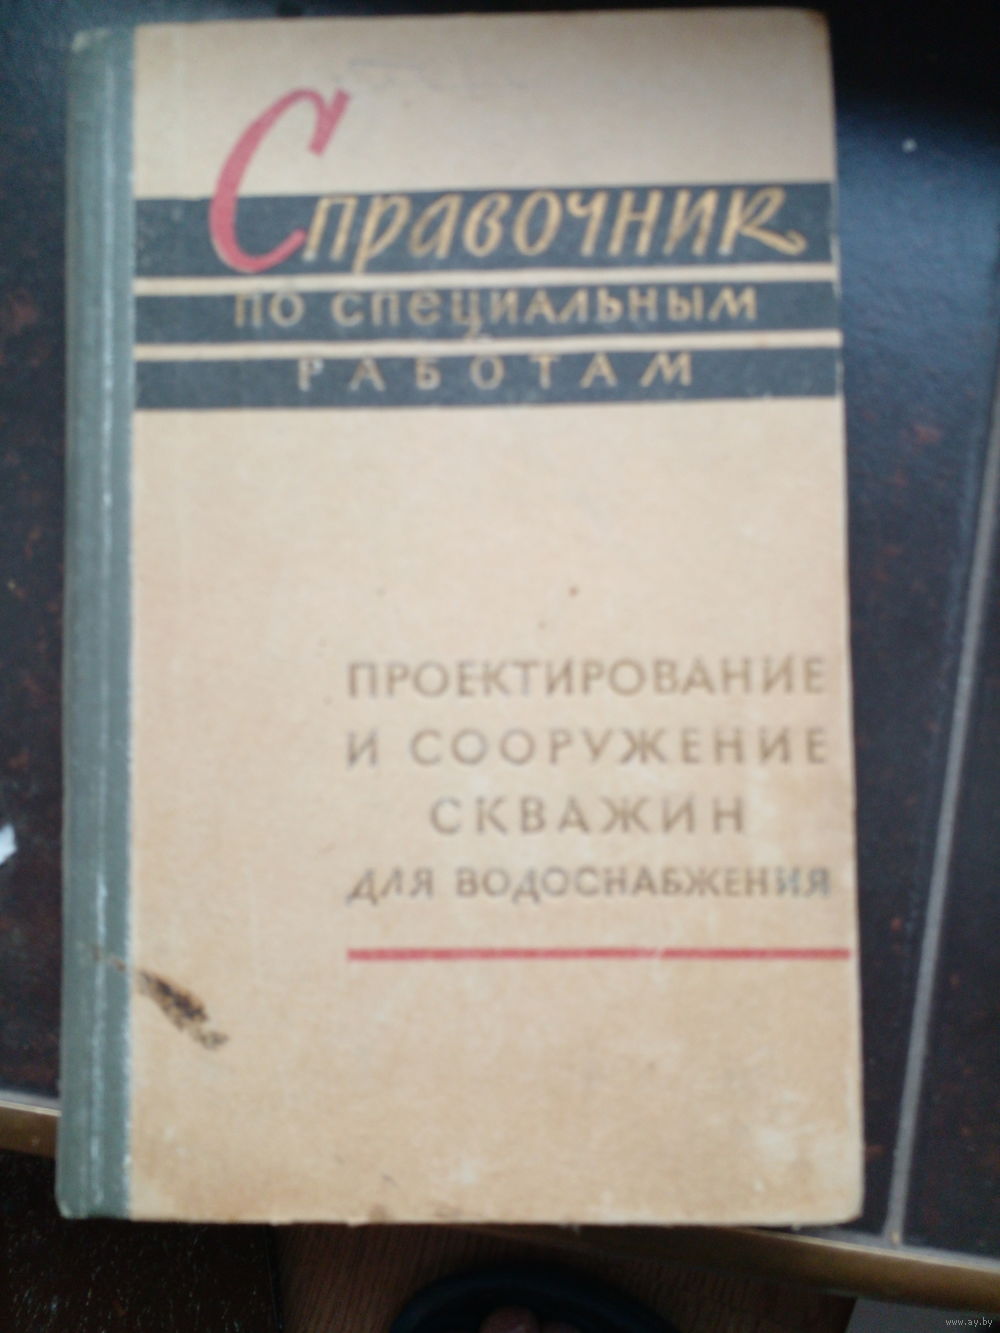 Справочник
по специальным
работам
ПРОЕКТИРОВАНИЕ
И СООРУЖЕНИЕ
СКВАЖИН
ДЛЯ ВОДОСНАБЖЕНИЯ
www.ay.by